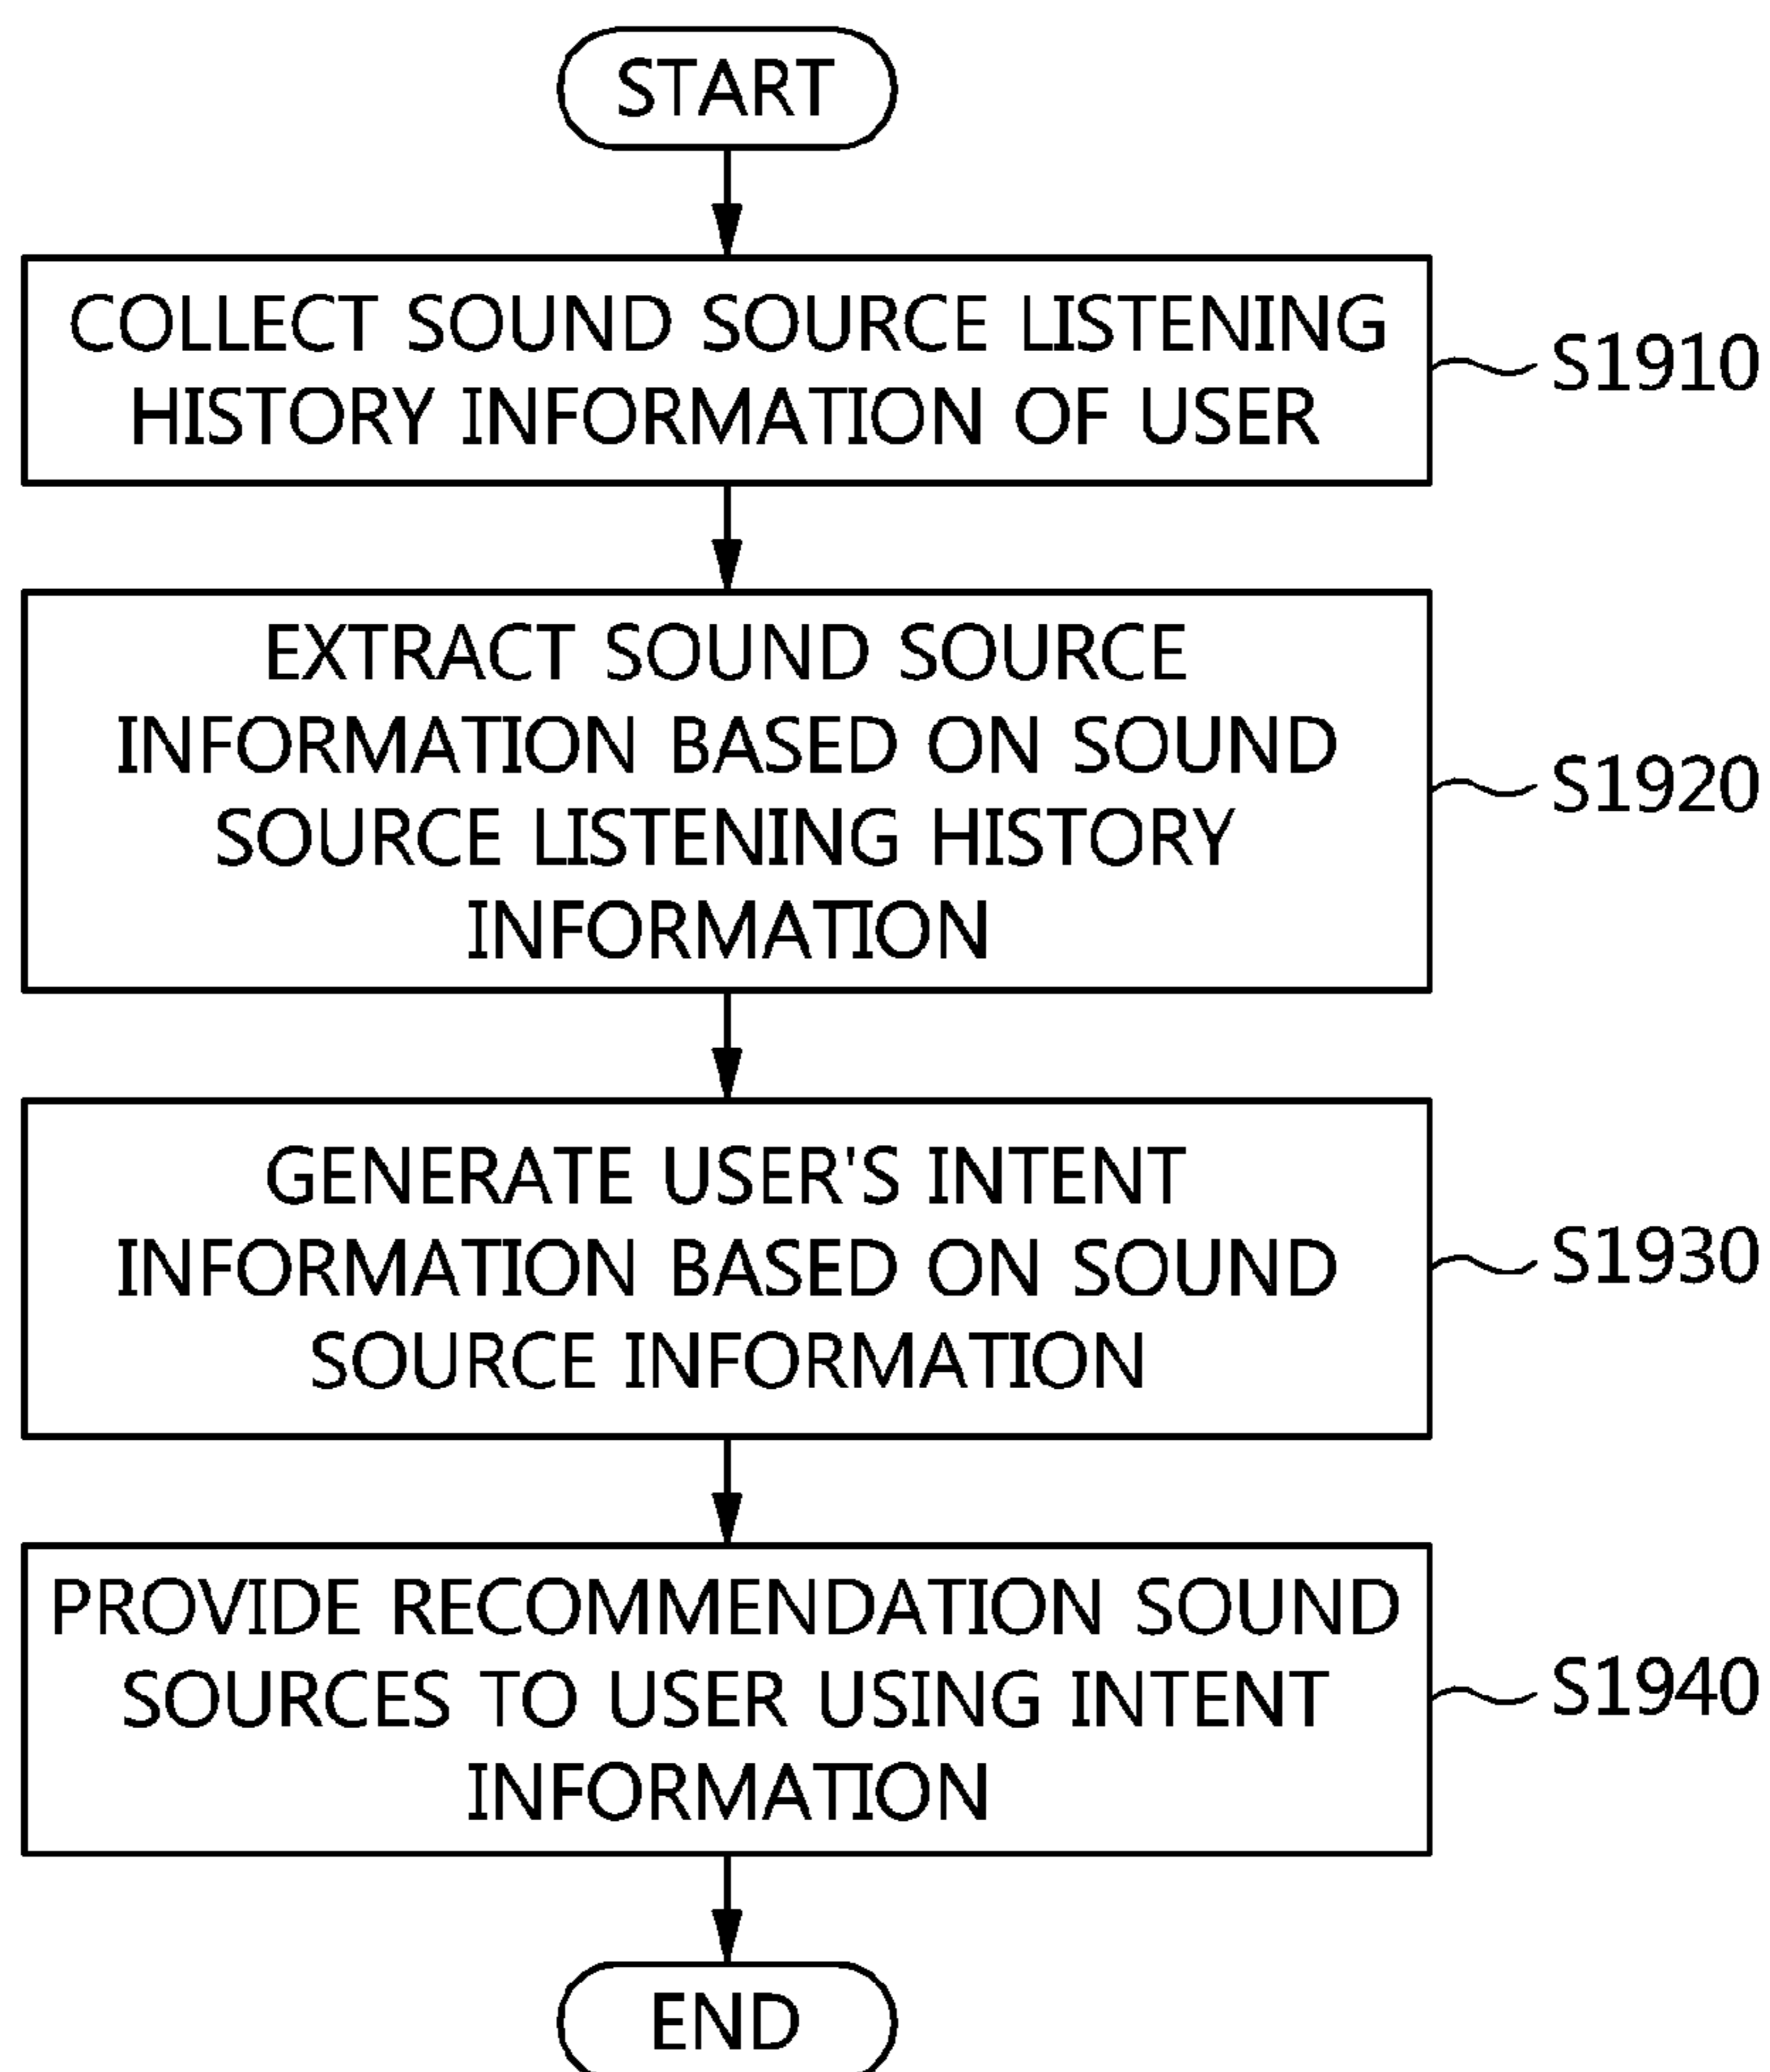 START
COLLECT SOUND SOURCE LISTENING
HISTORY INFORMATION OF USER
S1910
EXTRACT SOUND SOURCE
INFORMATION BASED ON SOUND
SOURCE LISTENING HISTORY
INFORMATION
S1920
GENERATE USER'S INTENT
INFORMATION BASED ON SOUND
SOURCE INFORMATION
S1930
PROVIDE RECOMMENDATION SOUND
SOURCES TO USER USING INTENT
INFORMATION
S1940
END